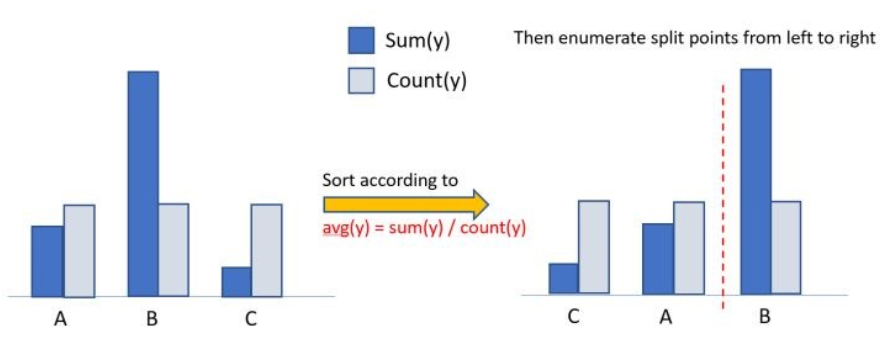 Sum(y)
Count(y)
Then enumerate split points from left to right
Sort according to
avg(y) = sum(y) / count(y)
A B C
C A B